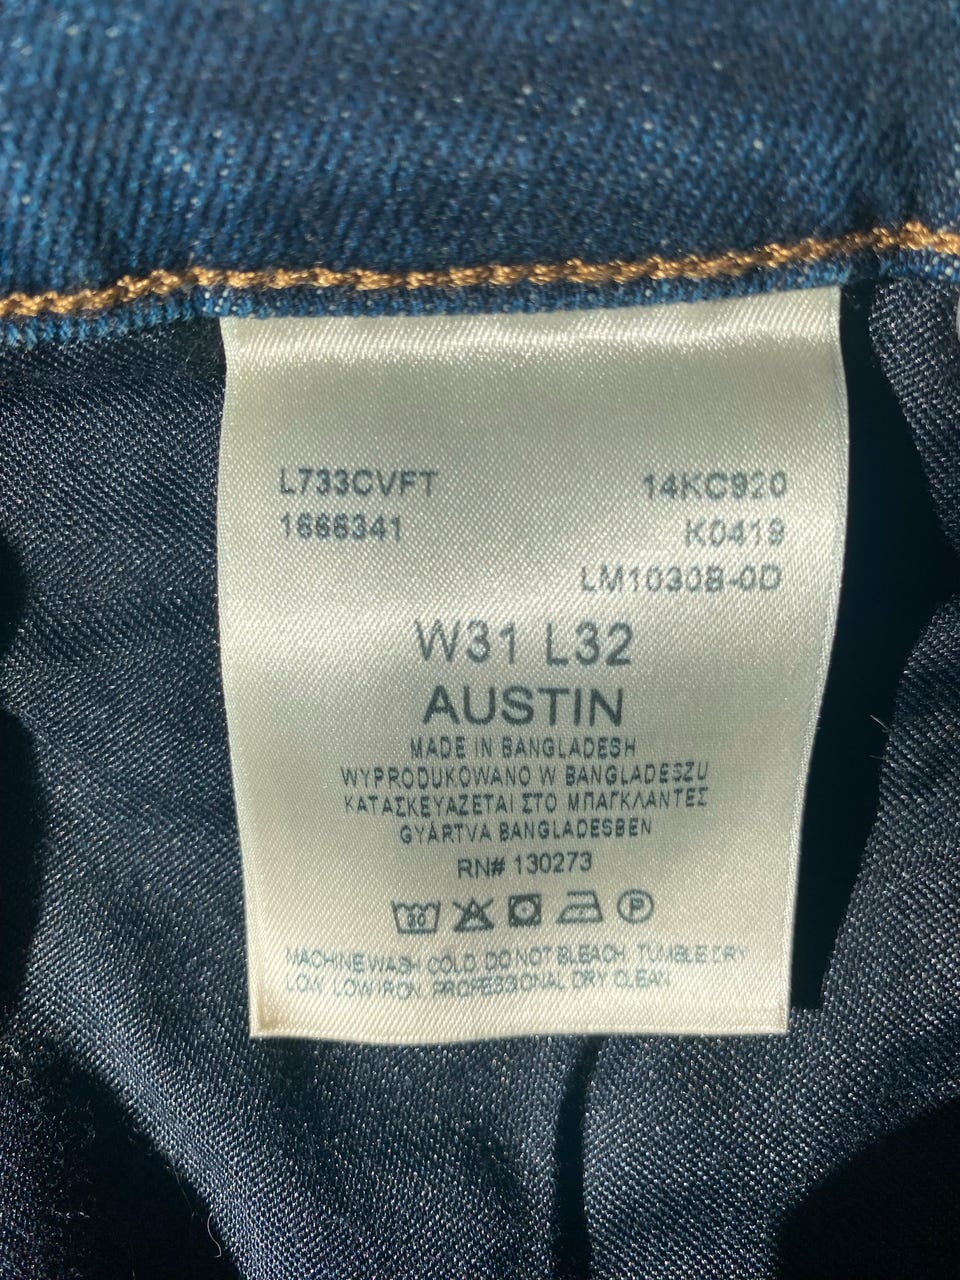 L733CVFT 14KC920
1666341 K0419
LM1030B-0D
W31 L32
AUSTIN
MADE IN BANGLADESH
WYPRODUKOWANO W BANGLADESZU
ΚΑΤΑΣΚΕΥΑΖΕΤΑΙ ΣΤΟ ΜΠΑΓΚΛΑΝΤΕΣ
GYÁRTVA BANGLADESBEN
RN# 130273
30 P
MACHINE WASH COLD DO NOT BLEACH TUMBLE DRY
LOW LOW IRON PROFESSIONAL DRY CLEAN